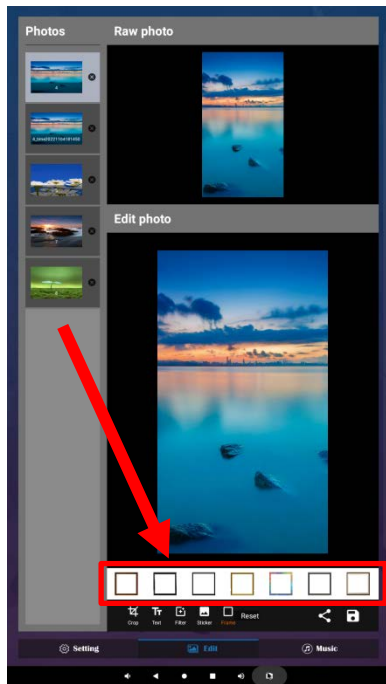 Photos
Raw photo
Edit photo
Crop
Text
Filter
Sticker
Frame
Reset
Setting
Edit
Music